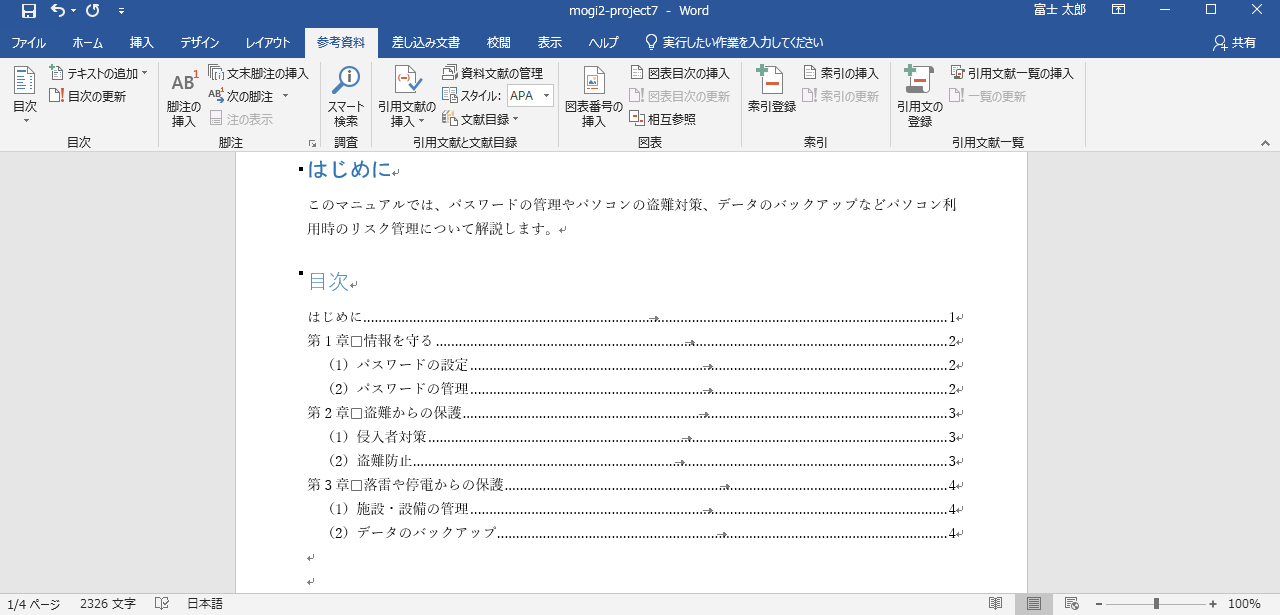 mogi2-project7 - Word
富士 太郎
ファイル ホーム 挿入 デザイン レイアウト 参考資料 差し込み文書 校閲 表示 ヘルプ 実行したい作業を入力してください 共有
目次
テキストの追加
目次の更新
目次
AB1
脚注の
挿入
文末脚注の挿入
AB1 次の脚注
注の表示
脚注
スマート
検索
調査
引用文献の
挿入
資料文献の管理
スタイル: APA
文献目録
引用文献と文献目録
図表番号の
挿入
図表目次の挿入
図表目次の更新
相互参照
図表
索引登録
索引の挿入
索引の更新
索引
引用文の
登録
引用文献一覧の挿入
一覧の更新
引用文献一覧
はじめに
このマニュアルでは、パスワードの管理やパソコンの盗難対策、データのバックアップなどパソコン利
用時のリスク管理について解説します。
目次
はじめに 1
第1章□情報を守る 2
（1）パスワードの設定 2
（2）パスワードの管理 2
第2章□盗難からの保護 3
（1）侵入者対策 3
（2）盗難防止 3
第3章□落雷や停電からの保護 4
（1）施設・設備の管理 4
（2）データのバックアップ 4
1/4 ページ 2326 文字 日本語 100%